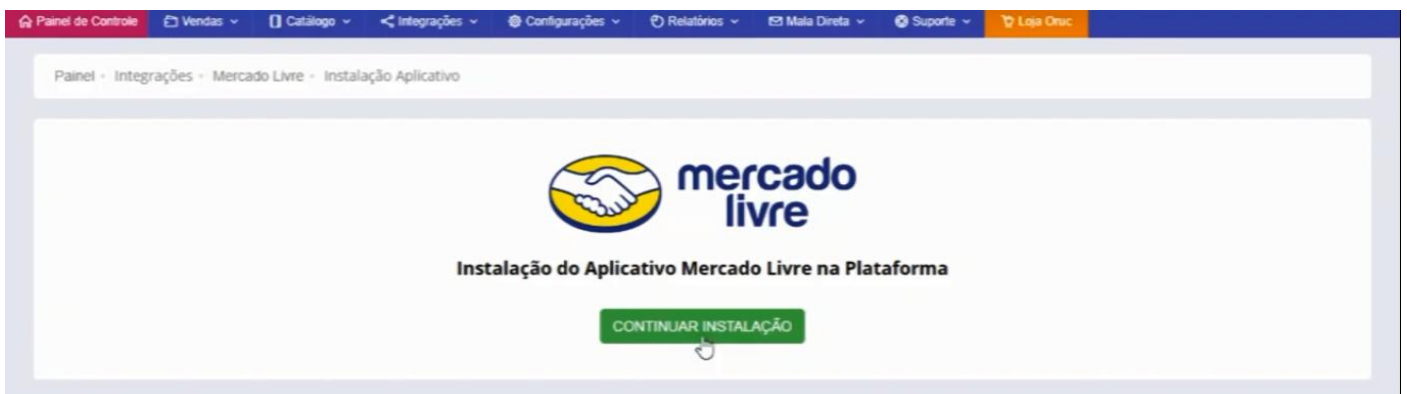 Painel de Controle Vendas Catálogo Integrações Configurações Relatórios Mala Direta Suporte Loja Oruc
Painel Integrações Mercado Livre Instalação Aplicativo
mercado
livre
Instalação do Aplicativo Mercado Livre na Plataforma
CONTINUAR INSTALAÇÃO